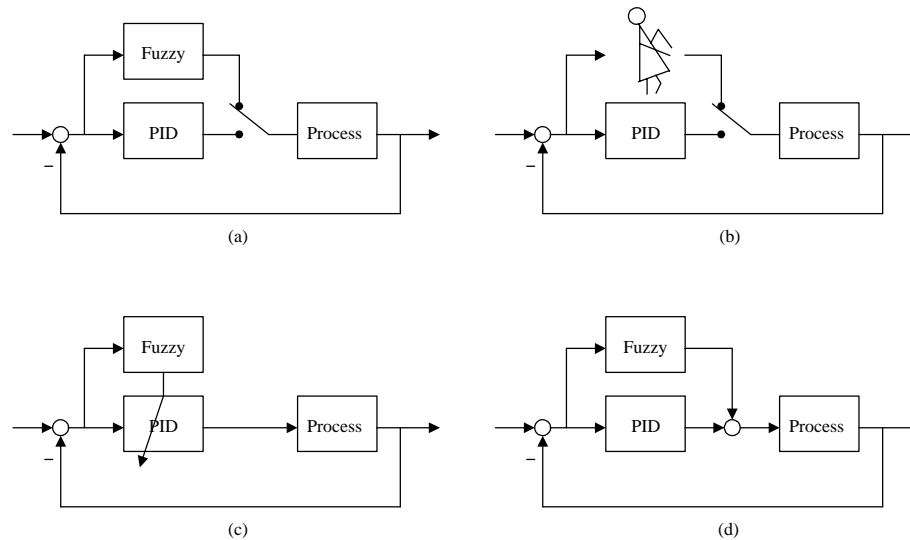 Fuzzy
PID
Process
–
(a)
PID
Process
–
(b)
Fuzzy
PID
Process
–
(c)
Fuzzy
PID
Process
–
(d)